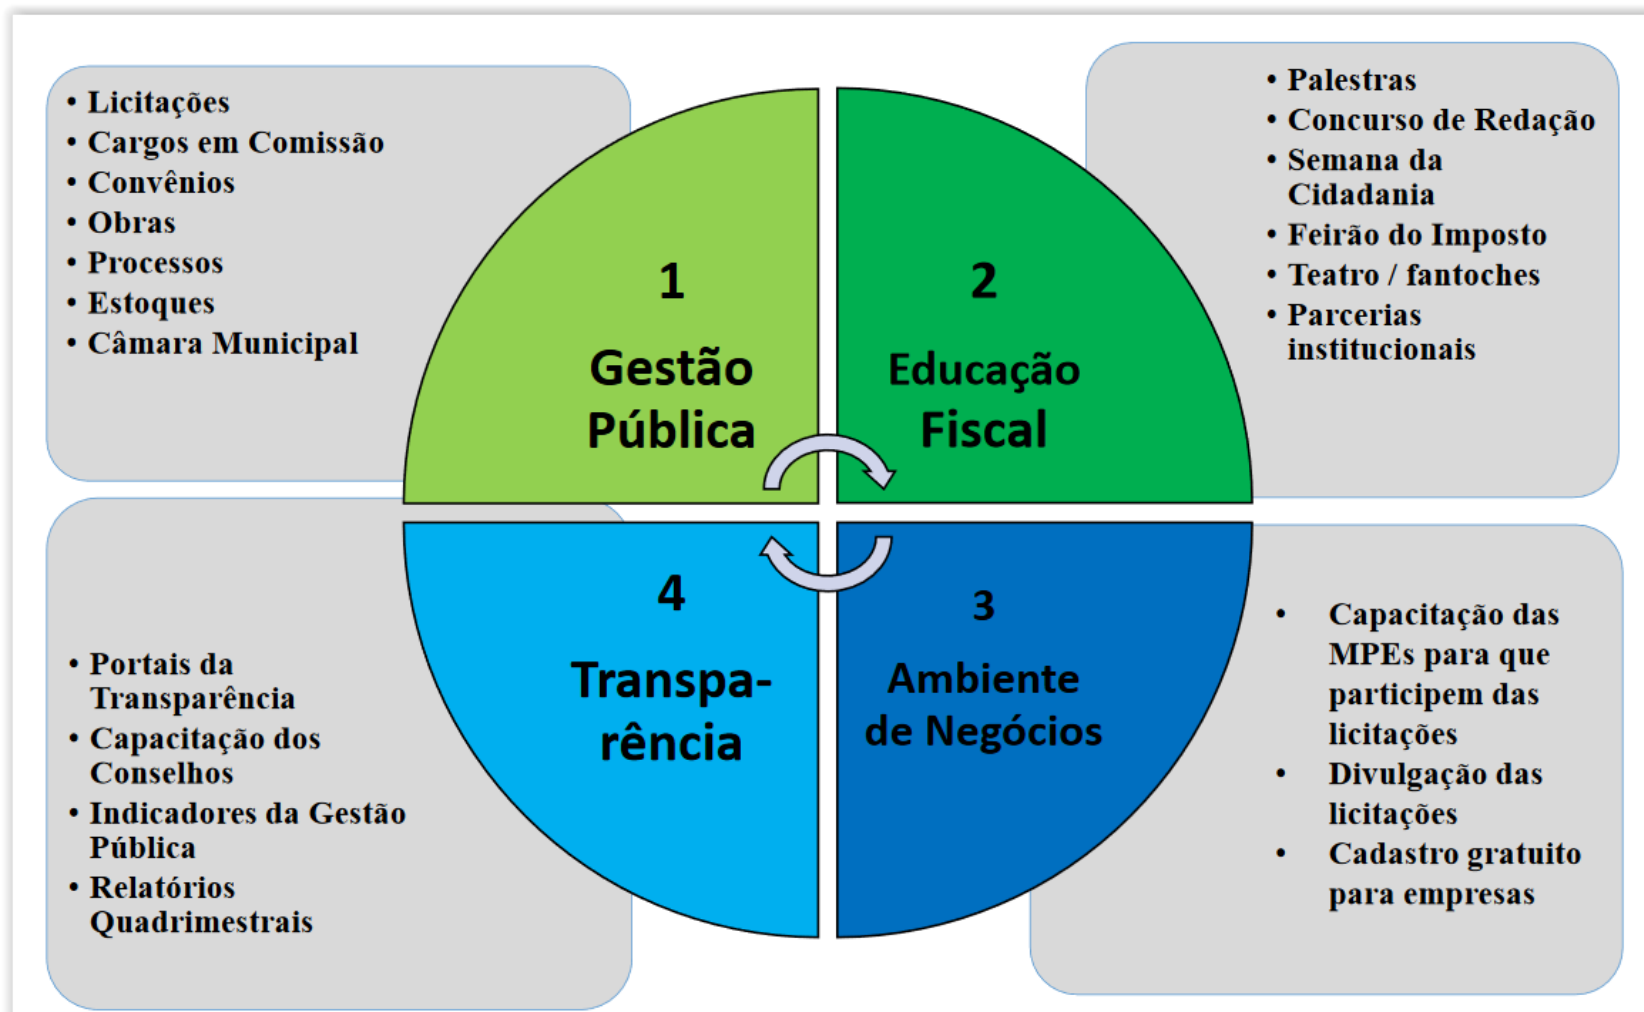 • Licitações
• Cargos em Comissão
• Convênios
• Obras
• Processos
• Estoques
• Câmara Municipal
1
Gestão
Pública
2
Educação
Fiscal
• Palestras
• Concurso de Redação
• Semana da
Cidadania
• Feirão do Imposto
• Teatro / fantoches
• Parcerias
institucionais
• Portais da
Transparência
• Capacitação dos
Conselhos
• Indicadores da Gestão
Pública
• Relatórios
Quadrimestrais
4
Transpa-
rência
3
Ambiente
de Negócios
• Capacitação das
MPEs para que
participem das
licitações
• Divulgação das
licitações
• Cadastro gratuito
para empresas